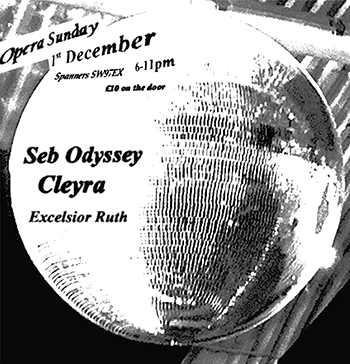 Opera Sunday
1st December
Spanners SW97EX 6-11pm
£10 on the door
Seb Odyssey
Cleyra
Excelsior Ruth